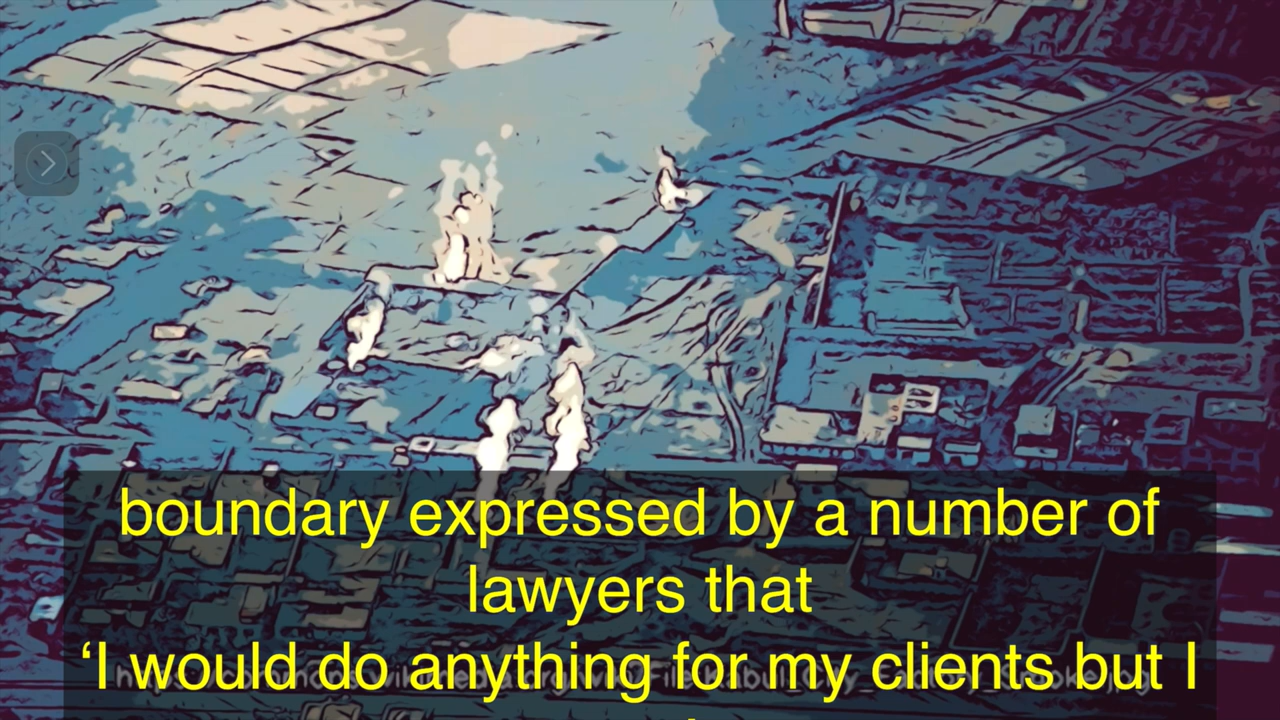 boundary expressed by a number of
lawyers that
‘I would do anything for my clients but I